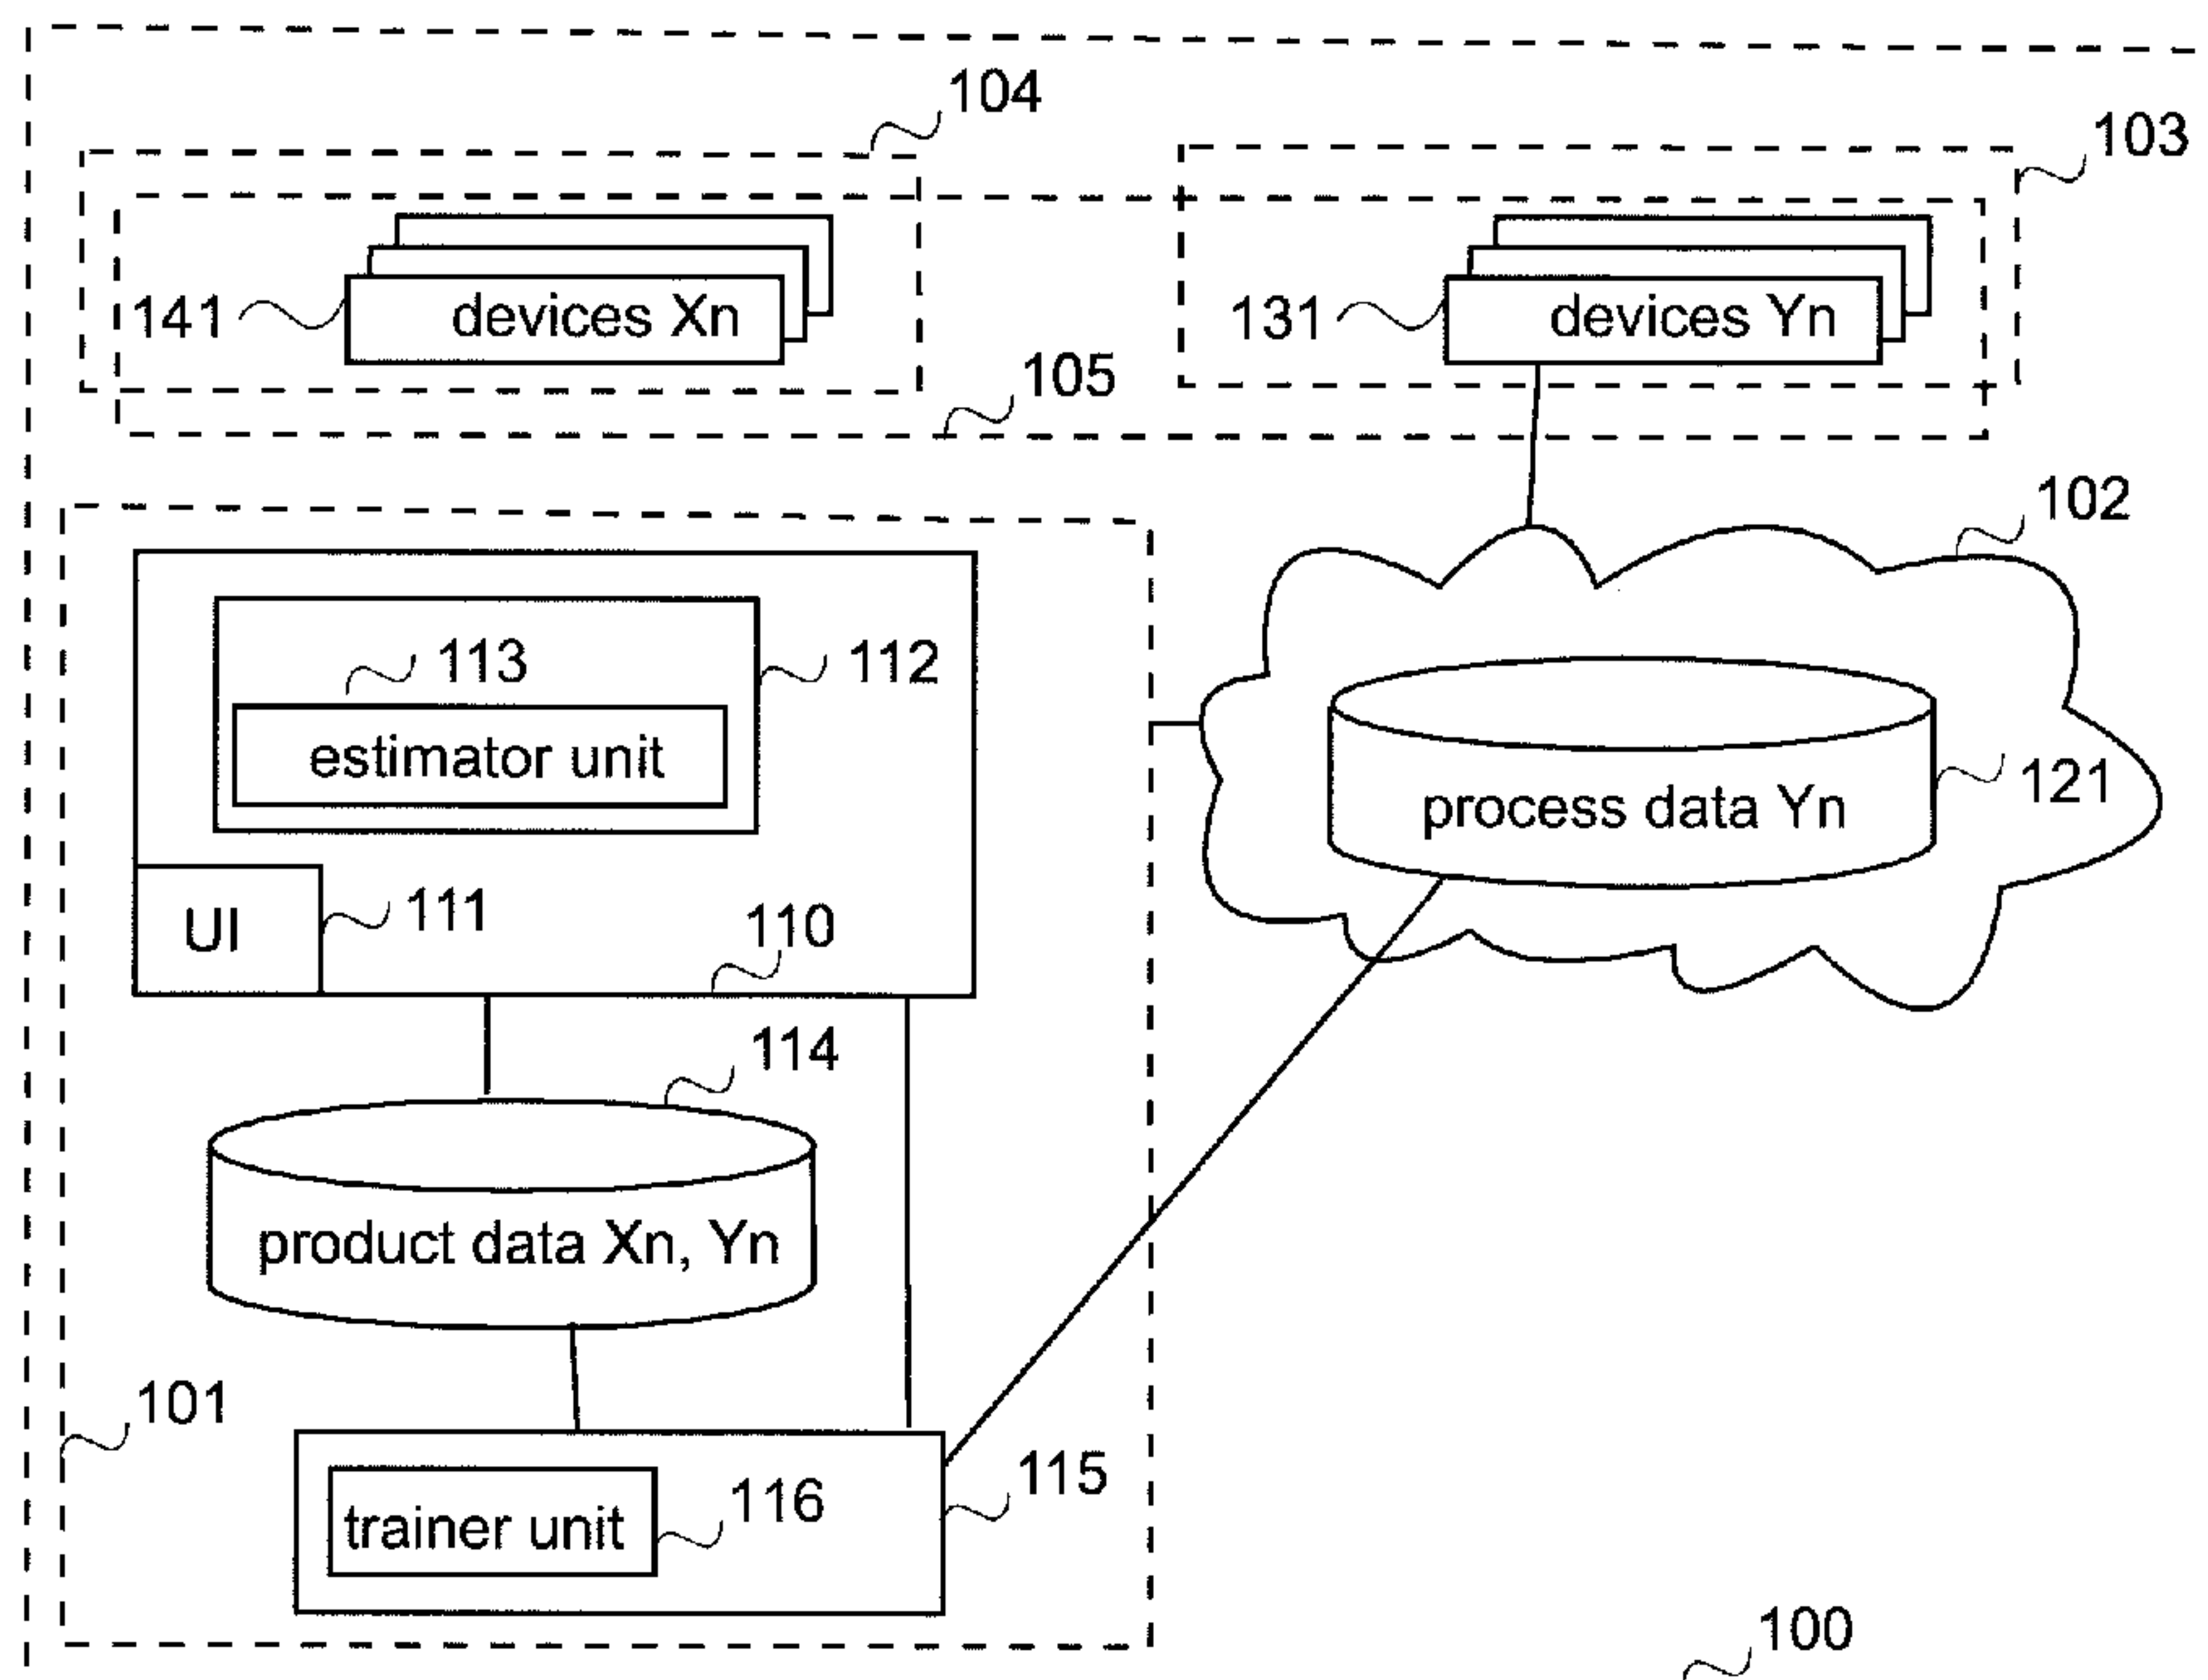 104
103
141
devices Xn
131
devices Yn
105
102
113
112
estimator unit
121
process data Yn
111
UI
110
114
product data Xn, Yn
101
115
116
trainer unit
100